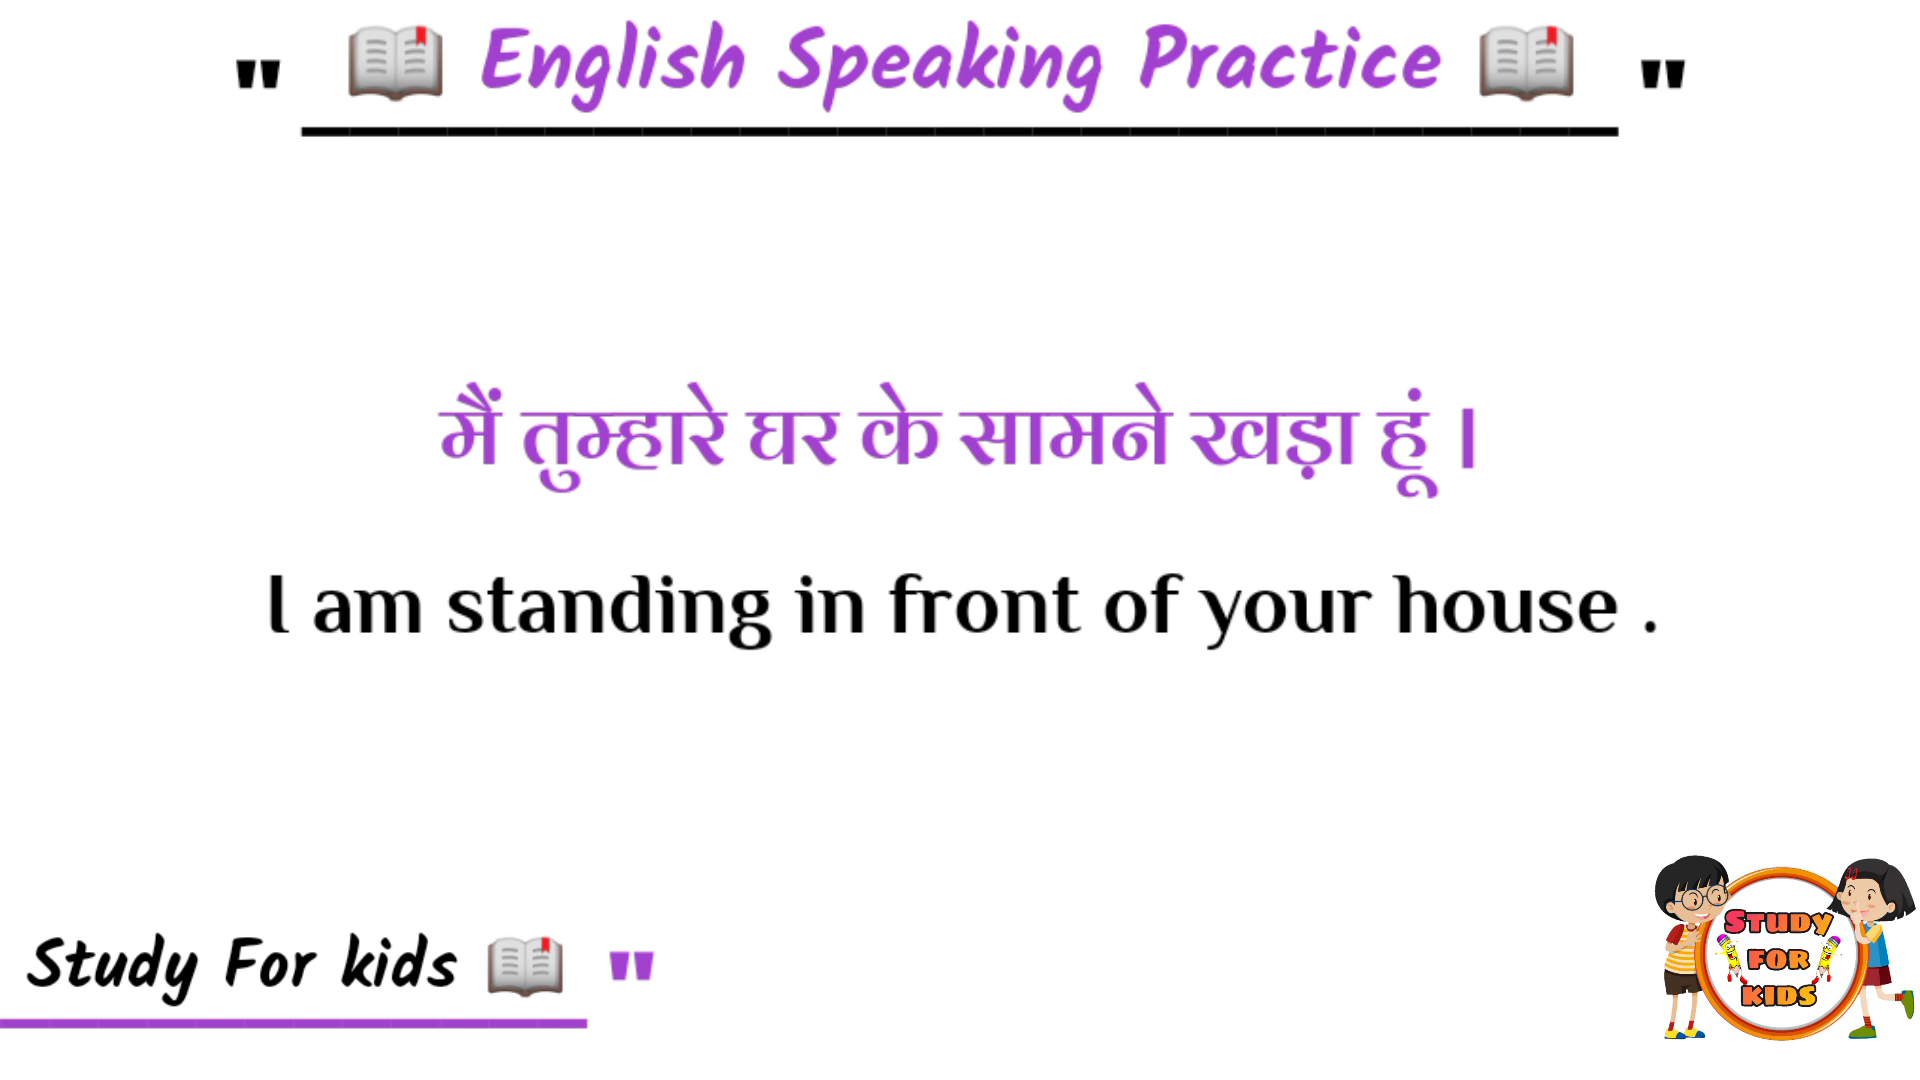 " 📖 English Speaking Practice 📖 "
मैं तुम्हारे घर के सामने खड़ा हूं ।
I am standing in front of your house .
Study For kids 📖 "
STUDY
FOR
KIDS